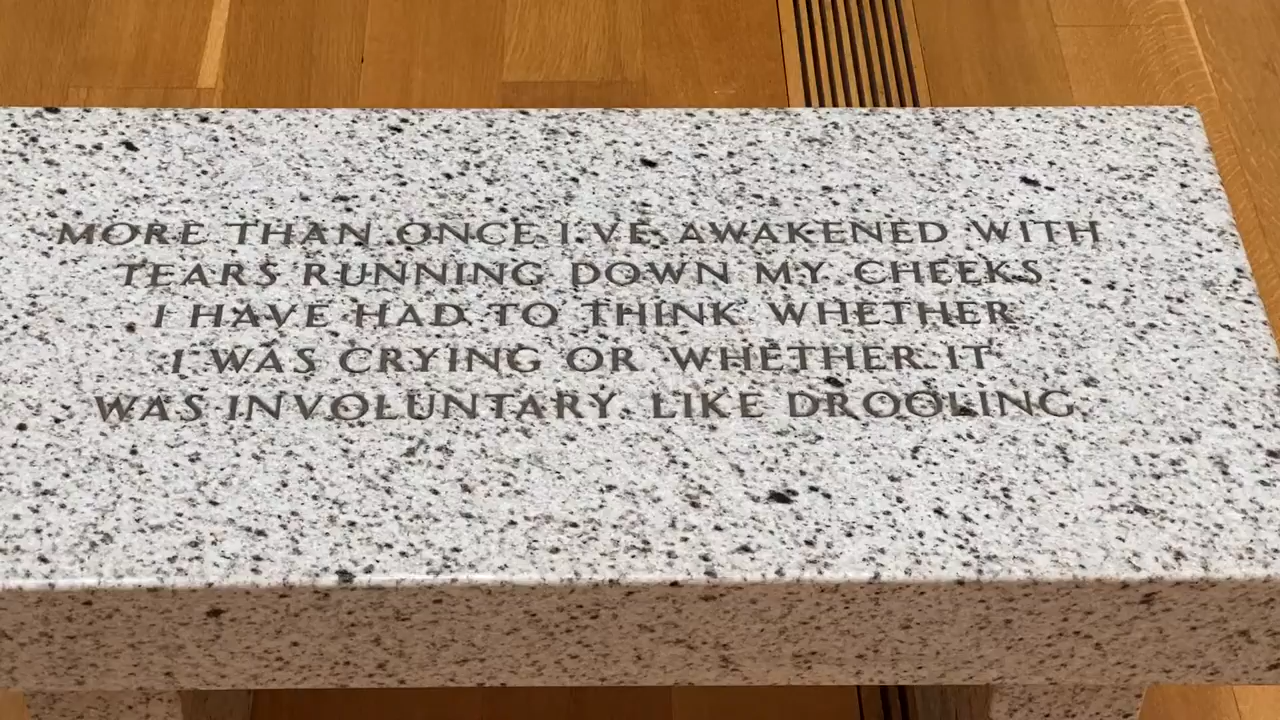 MORE THAN ONCE I'VE AWAKENED WITH
TEARS RUNNING DOWN MY CHEEKS
I HAVE HAD TO THINK WHETHER
I WAS CRYING OR WHETHER IT
WAS INVOLUNTARY LIKE DROOLING